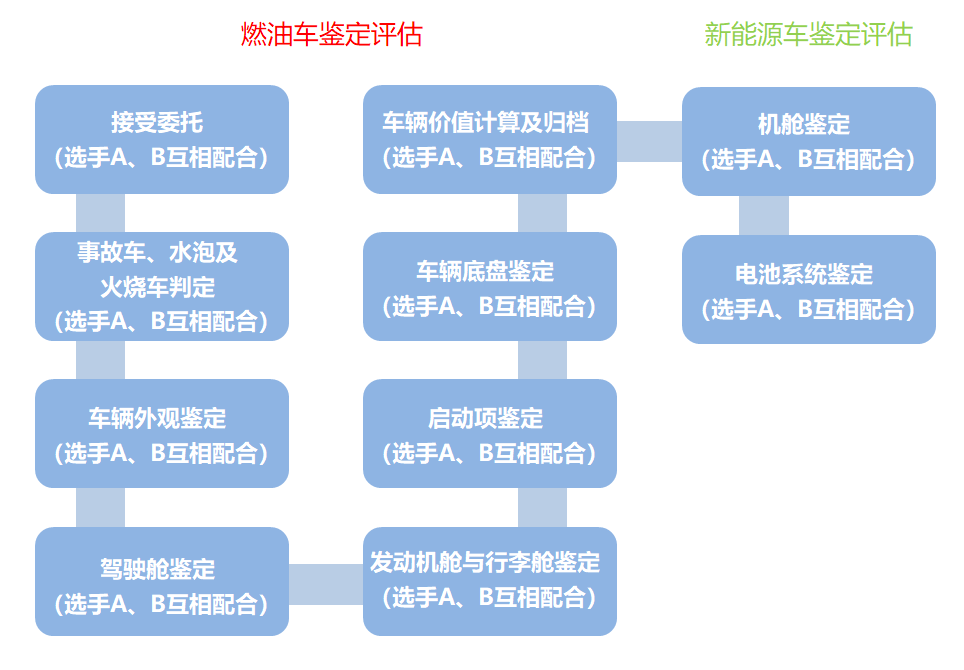 燃油车鉴定评估
新能源车鉴定评估
接受委托
（选手A、B互相配合）
事故车、水泡及
火烧车判定
（选手A、B互相配合）
车辆外观鉴定
（选手A、B互相配合）
驾驶舱鉴定
（选手A、B互相配合）
发动机舱与行李舱鉴定
（选手A、B互相配合）
启动项鉴定
（选手A、B互相配合）
车辆底盘鉴定
（选手A、B互相配合）
车辆价值计算及归档
（选手A、B互相配合）
机舱鉴定
（选手A、B互相配合）
电池系统鉴定
（选手A、B互相配合）